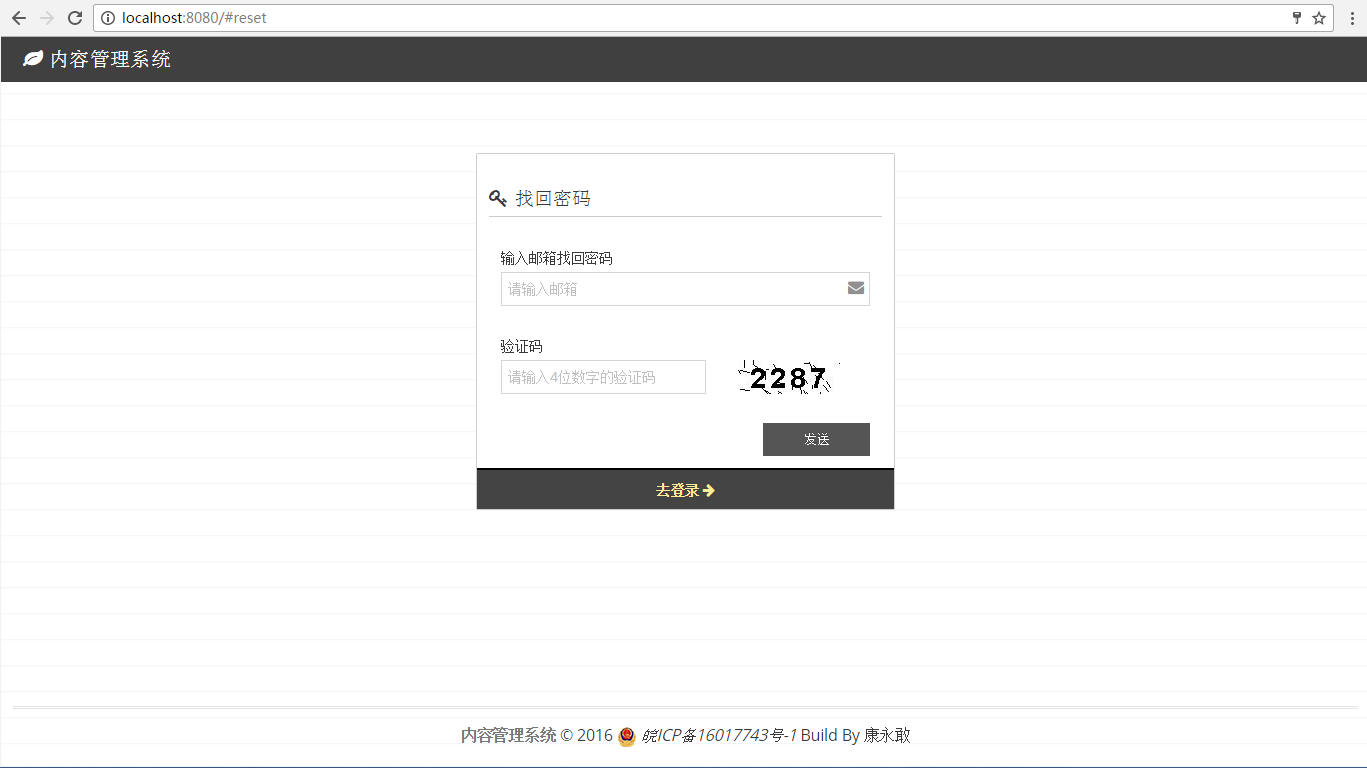 localhost:8080/#reset
内容管理系统
找回密码
输入邮箱找回密码
请输入邮箱
验证码
请输入4位数字的验证码
2287
发送
去登录
内容管理系统 © 2016 皖ICP备16017743号-1 Build By 康永敢